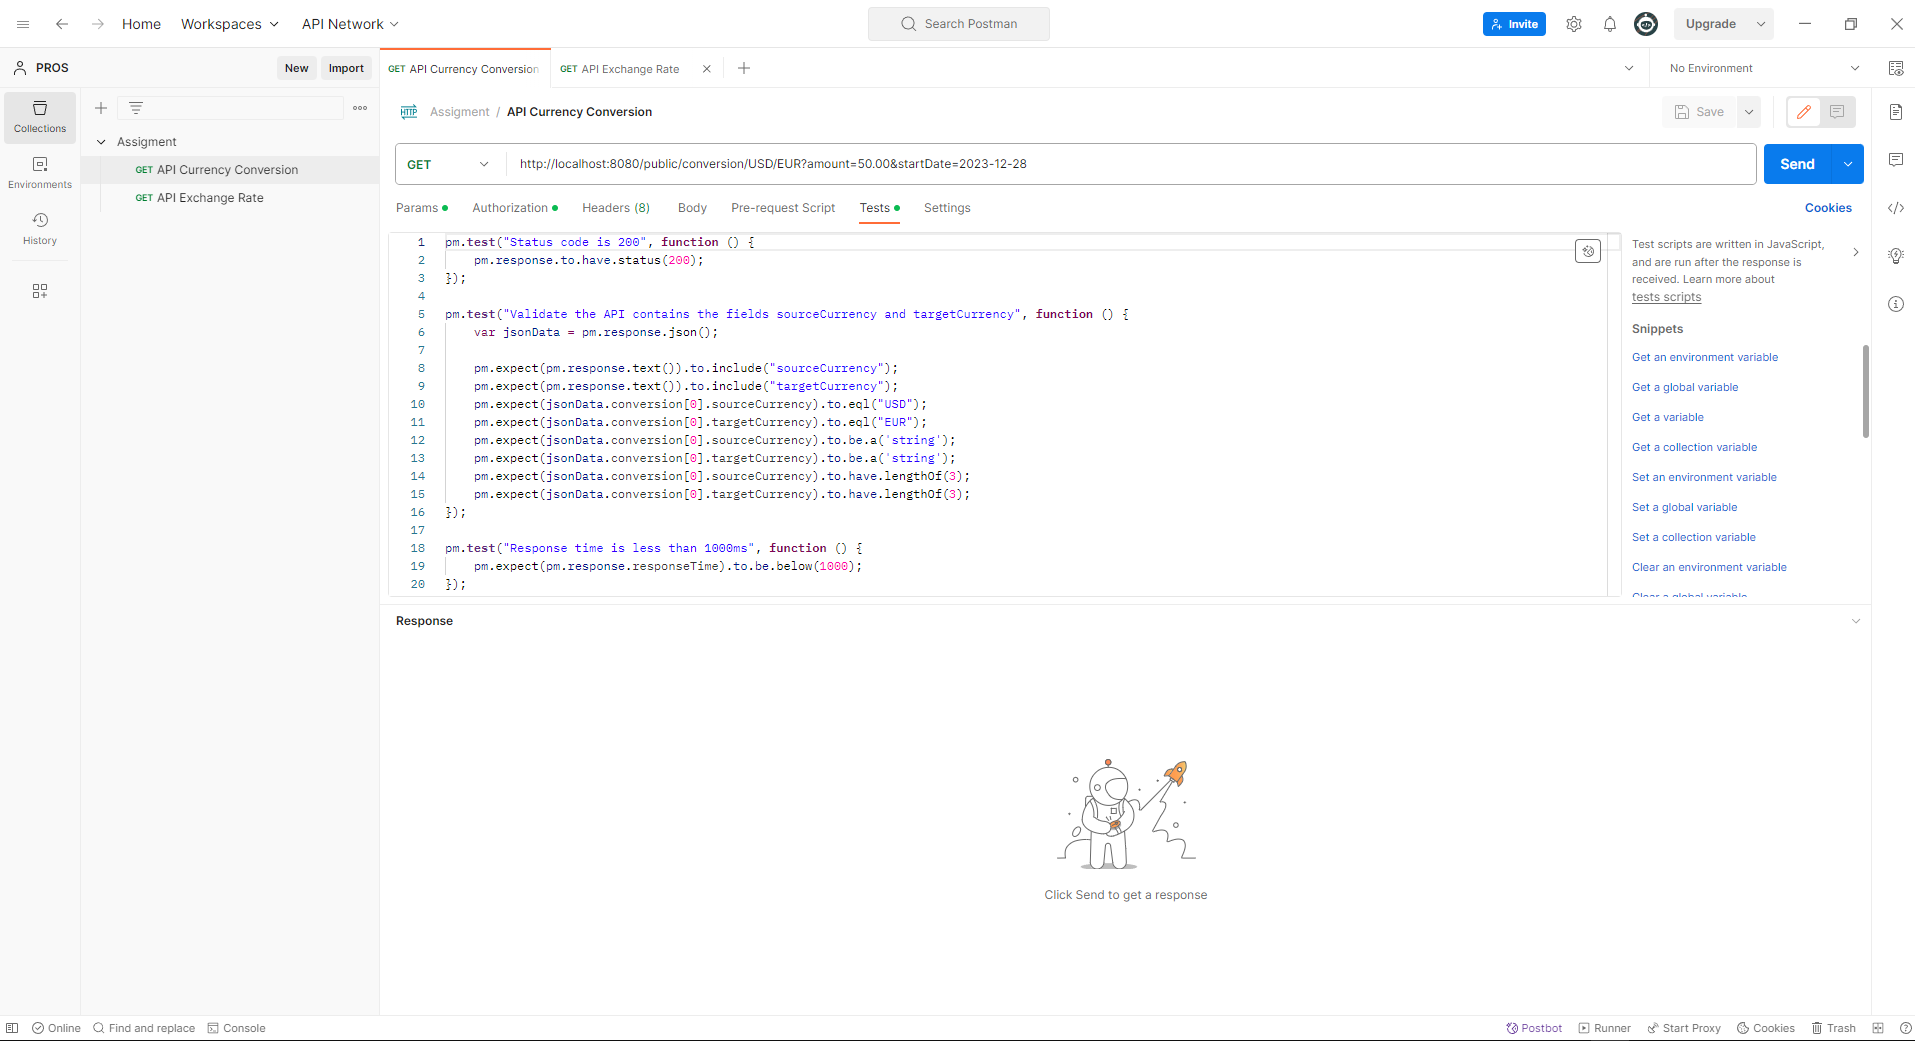 Home Workspaces API Network Search Postman Invite Upgrade
PROS New Import GET API Currency Conversion GET API Exchange Rate No Environment
Collections
Environments
History
Assigment
GET API Currency Conversion
GET API Exchange Rate
HTTP Assigment / API Currency Conversion Save
GET http://localhost:8080/public/conversion/USD/EUR?amount=50.00&startDate=2023-12-28 Send
Params Authorization Headers (8) Body Pre-request Script Tests Settings Cookies
1 pm.test("Status code is 200", function () {
2 pm.response.to.have.status(200);
3 });
4
5 pm.test("Validate the API contains the fields sourceCurrency and targetCurrency", function () {
6 var jsonData = pm.response.json();
7
8 pm.expect(pm.response.text()).to.include("sourceCurrency");
9 pm.expect(pm.response.text()).to.include("targetCurrency");
10 pm.expect(jsonData.conversion[0].sourceCurrency).to.eql("USD");
11 pm.expect(jsonData.conversion[0].targetCurrency).to.eql("EUR");
12 pm.expect(jsonData.conversion[0].sourceCurrency).to.be.a('string');
13 pm.expect(jsonData.conversion[0].targetCurrency).to.be.a('string');
14 pm.expect(jsonData.conversion[0].sourceCurrency).to.have.lengthOf(3);
15 pm.expect(jsonData.conversion[0].targetCurrency).to.have.lengthOf(3);
16 });
17
18 pm.test("Response time is less than 1000ms", function () {
19 pm.expect(pm.response.responseTime).to.be.below(1000);
20 });
Test scripts are written in JavaScript,
and are run after the response is
received. Learn more about
tests scripts
Snippets
Get an environment variable
Get a global variable
Get a variable
Get a collection variable
Set an environment variable
Set a global variable
Set a collection variable
Clear an environment variable
Clear a global variable
Response
Click Send to get a response
Online Find and replace Console Postbot Runner Start Proxy Cookies Trash